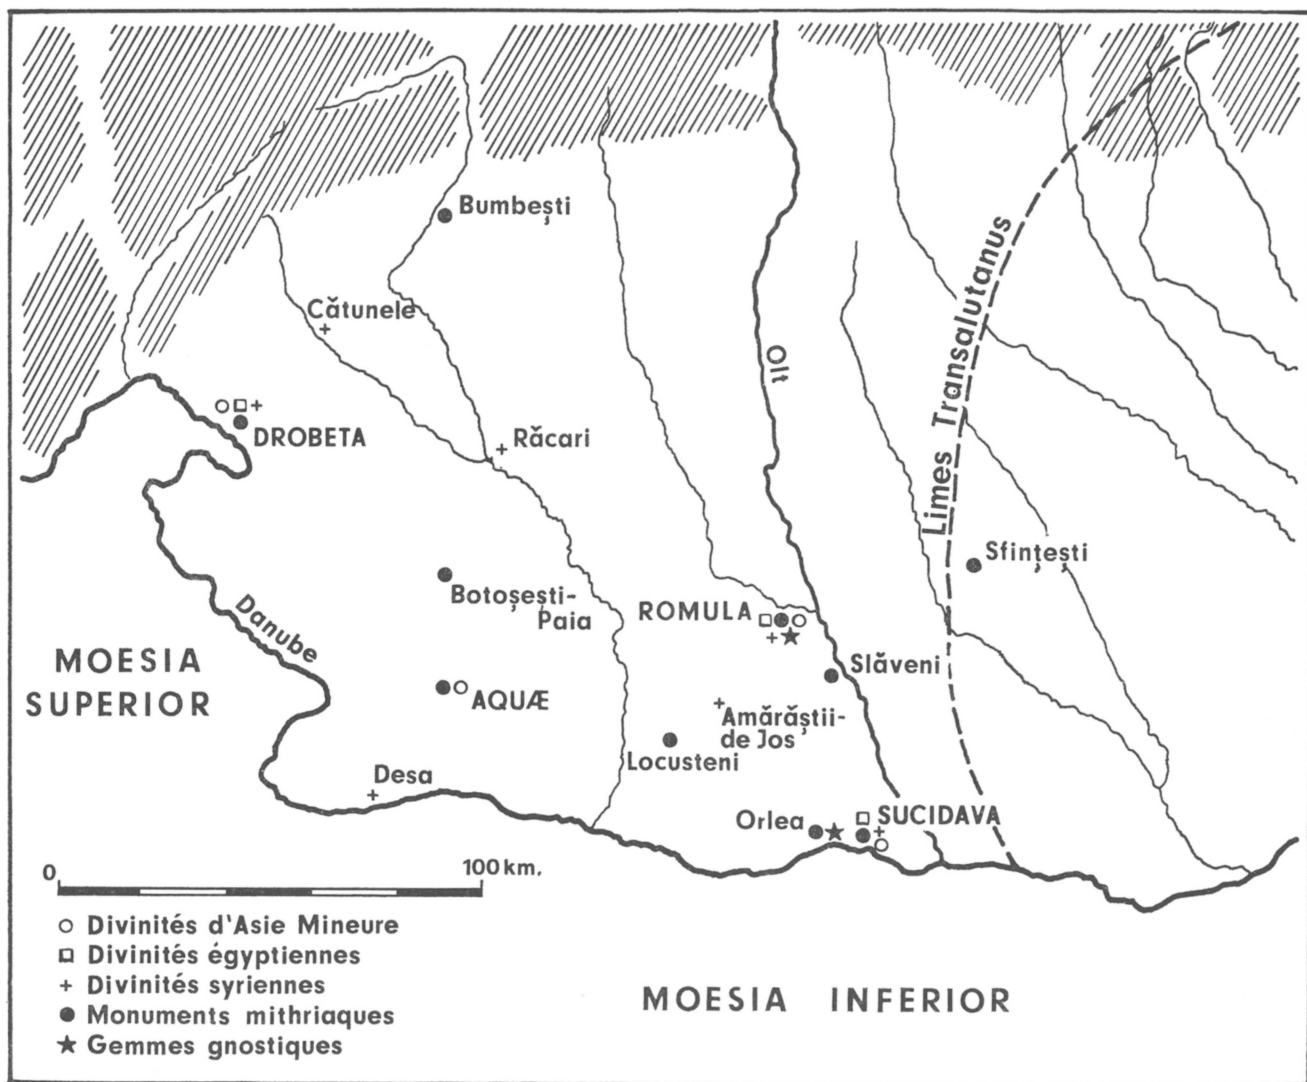 Bumbești
Cătunele
Olt
Limes Transalutanus
DROBETA
Răcari
Sfințești
Botoșești-
Paia
ROMULA
Danube
MOESIA
SUPERIOR
Slăveni
AQUÆ
Amărăștii-
de Jos
Locusteni
Desa
Orlea
SUCIDAVA
0
100 km.
Divinités d'Asie Mineure
Divinités égyptiennes
Divinités syriennes
Monuments mithriaques
Gemmes gnostiques
MOESIA INFERIOR